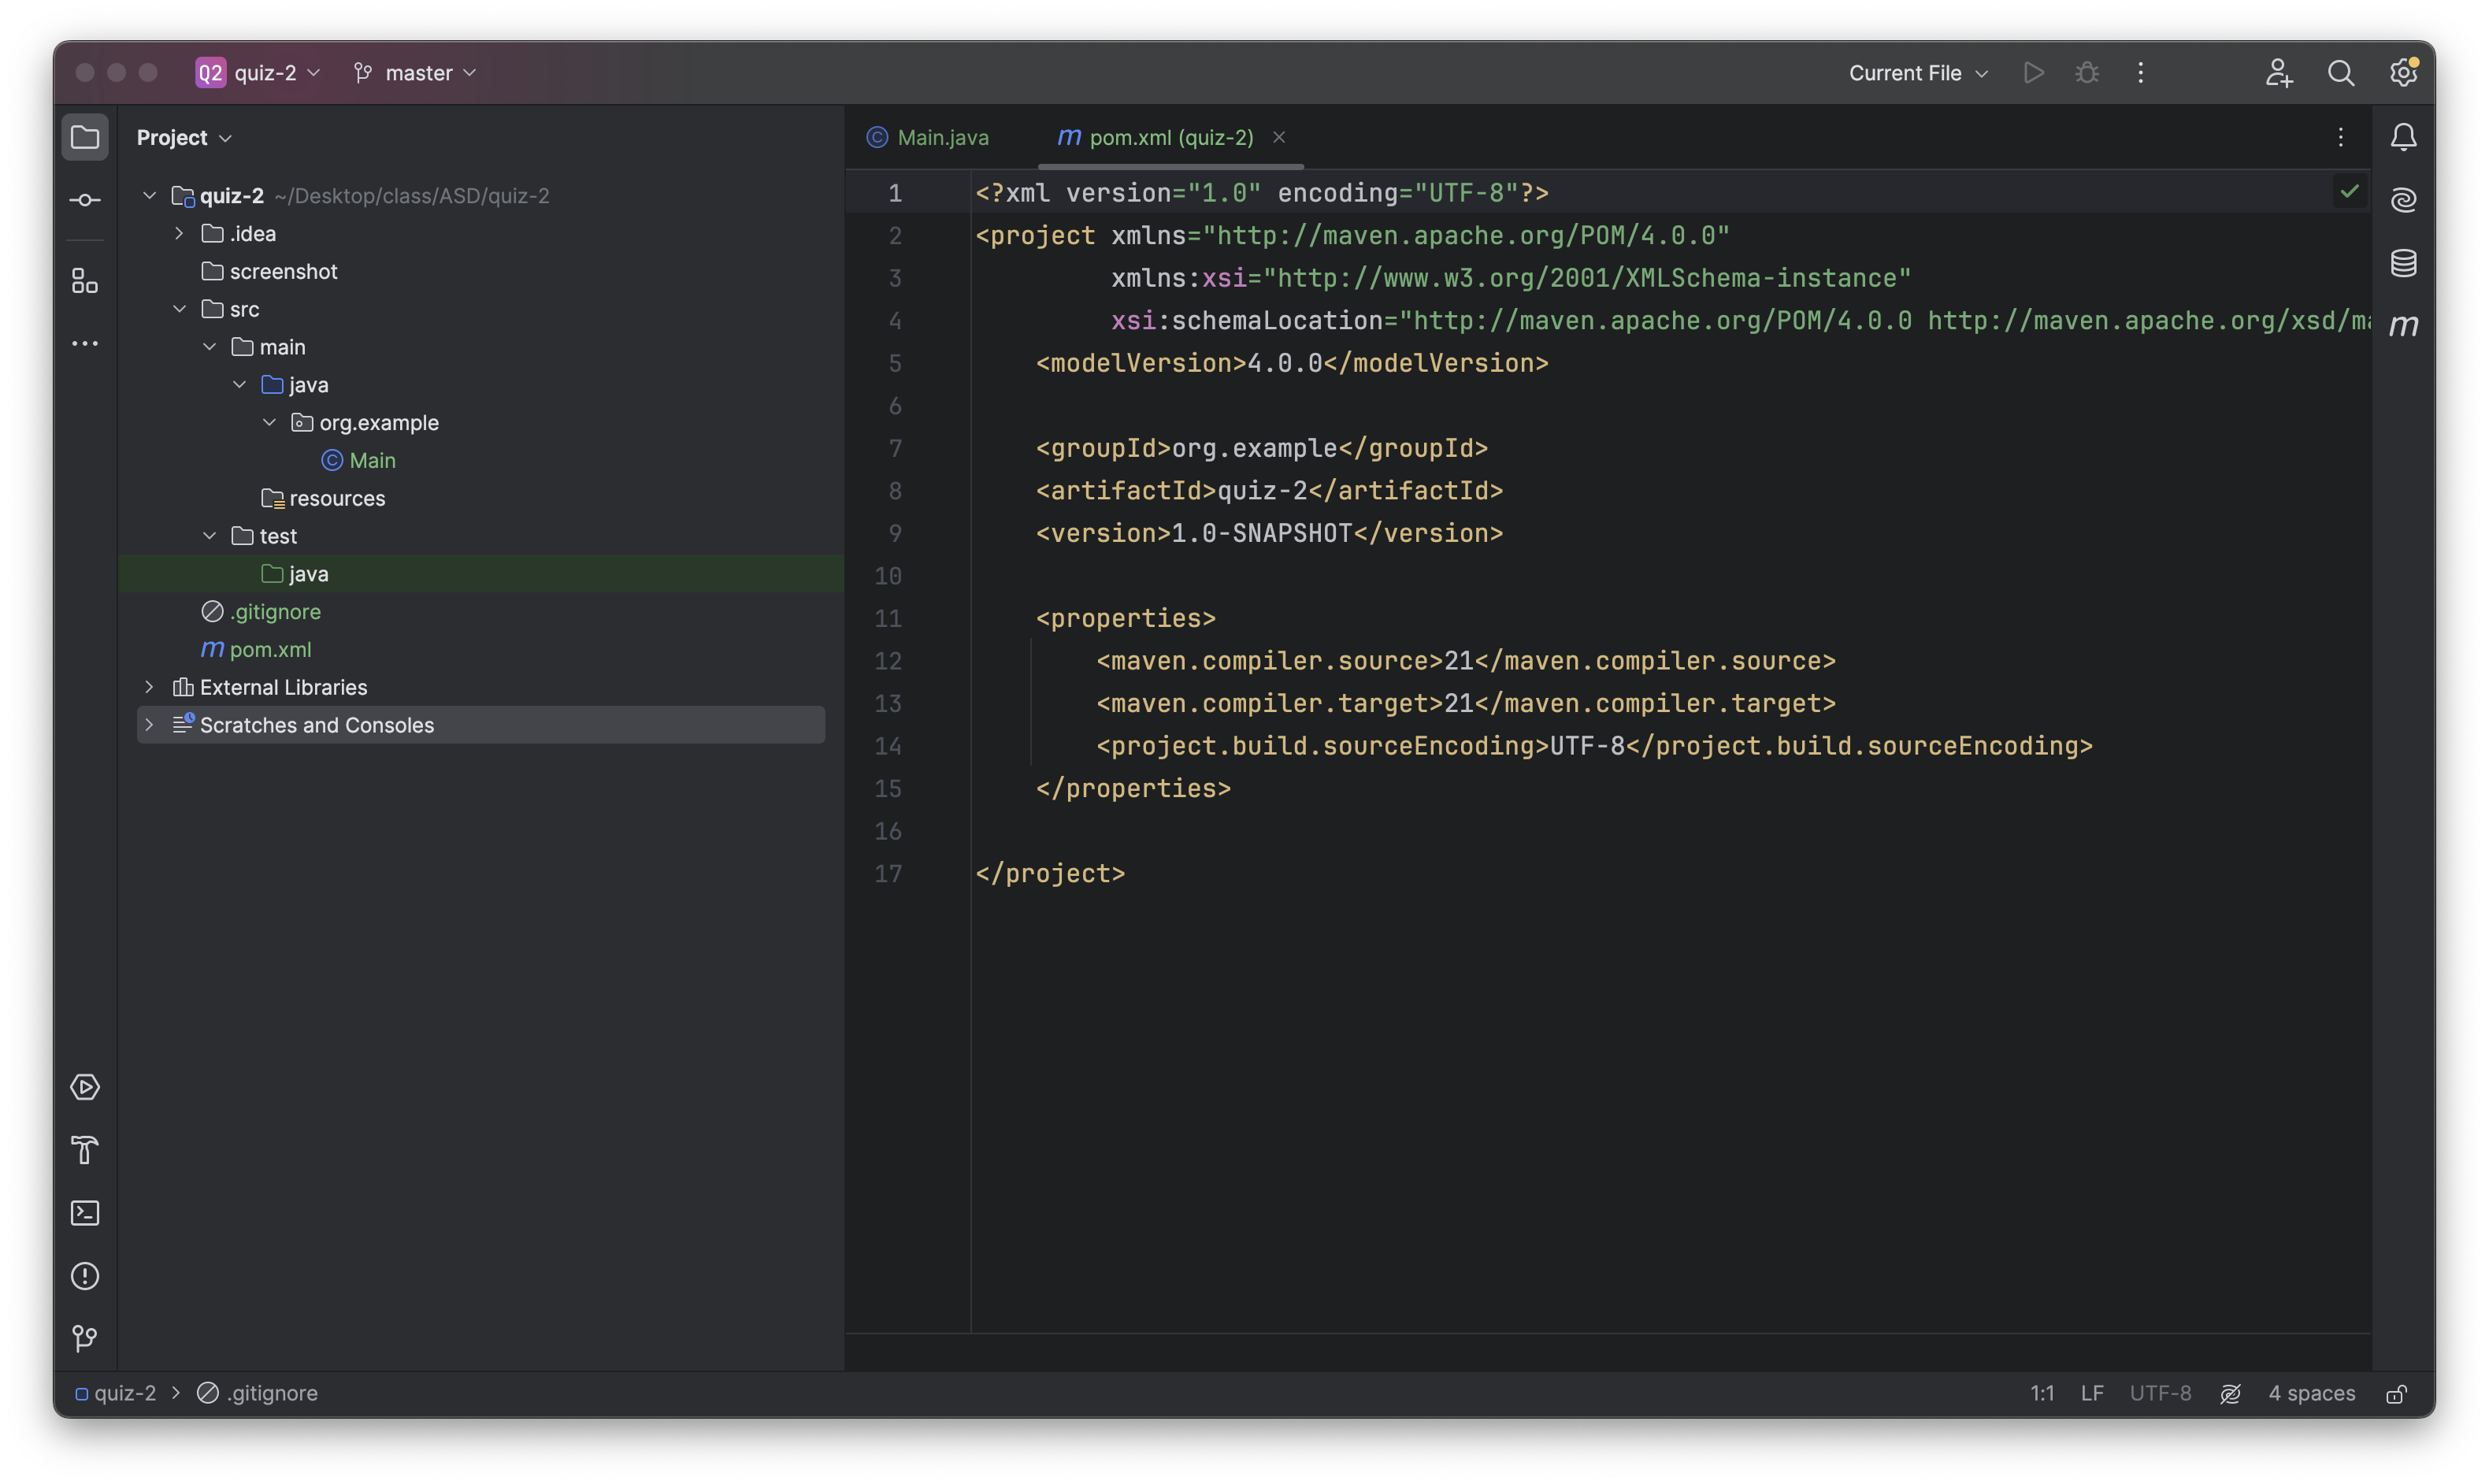 Q2 quiz-2 master Current File
Project
quiz-2 ~/Desktop/class/ASD/quiz-2
.idea
screenshot
src
main
java
org.example
Main
resources
test
java
.gitignore
pom.xml
External Libraries
Scratches and Consoles
Main.java pom.xml (quiz-2)
1 <?xml version="1.0" encoding="UTF-8"?>
2 <project xmlns="http://maven.apache.org/POM/4.0.0"
3 xmlns:xsi="http://www.w3.org/2001/XMLSchema-instance"
4 xsi:schemaLocation="http://maven.apache.org/POM/4.0.0 http://maven.apache.org/xsd/ma
5 <modelVersion>4.0.0</modelVersion>
6
7 <groupId>org.example</groupId>
8 <artifactId>quiz-2</artifactId>
9 <version>1.0-SNAPSHOT</version>
10
11 <properties>
12 <maven.compiler.source>21</maven.compiler.source>
13 <maven.compiler.target>21</maven.compiler.target>
14 <project.build.sourceEncoding>UTF-8</project.build.sourceEncoding>
15 </properties>
16
17 </project>
quiz-2 > .gitignore 1:1 LF UTF-8 4 spaces